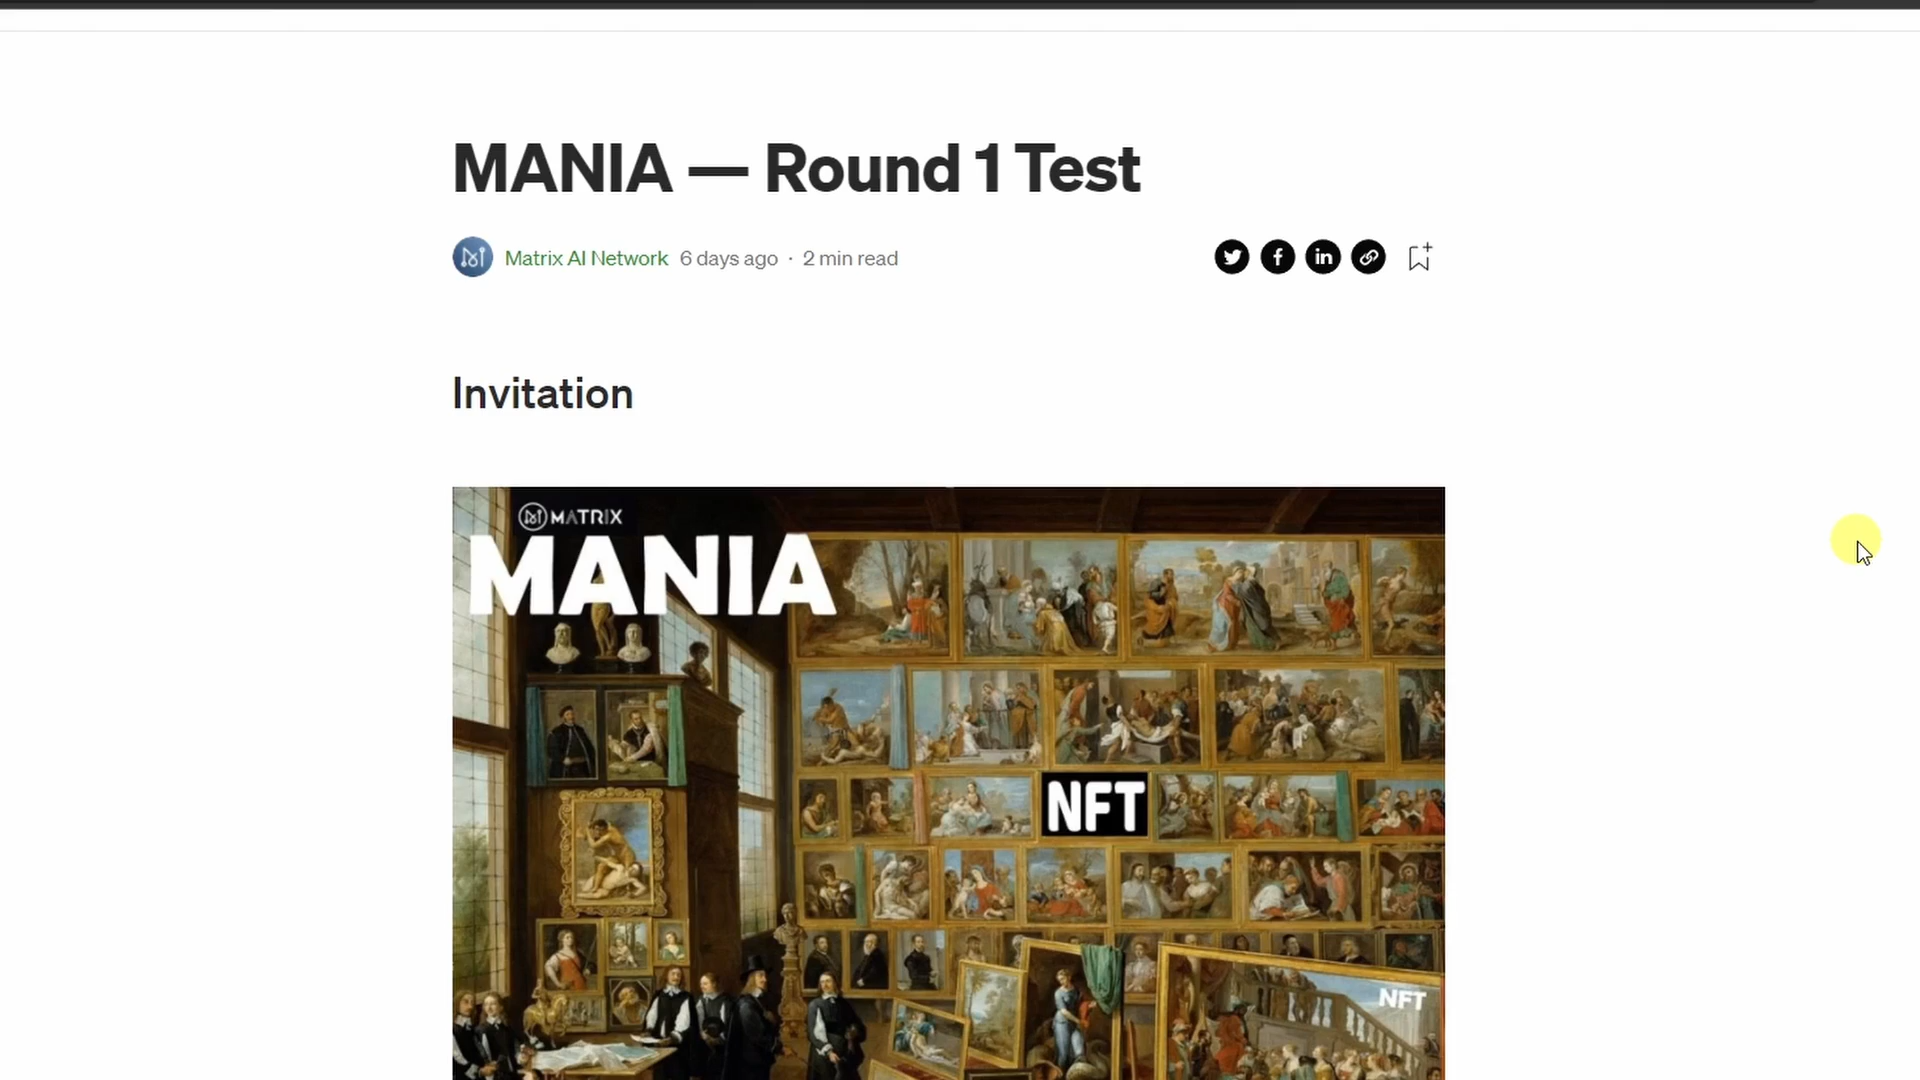 MANIA — Round 1 Test
Matrix AI Network 6 days ago · 2 min read
Invitation
MATRIX
MANIA
NFT
NFT